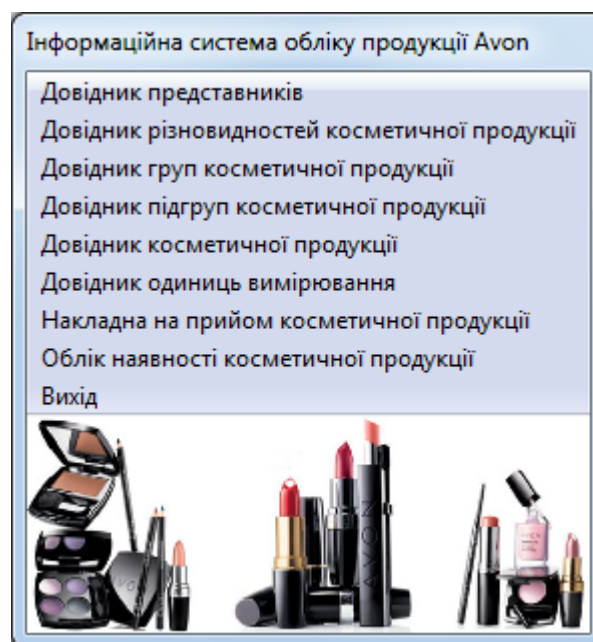 Інформаційна система обліку продукції Avon
Довідник представників
Довідник різновидностей косметичної продукції
Довідник груп косметичної продукції
Довідник підгруп косметичної продукції
Довідник косметичної продукції
Довідник одиниць вимірювання
Накладна на прийом косметичної продукції
Облік наявності косметичної продукції
Вихід
AVON
AVON